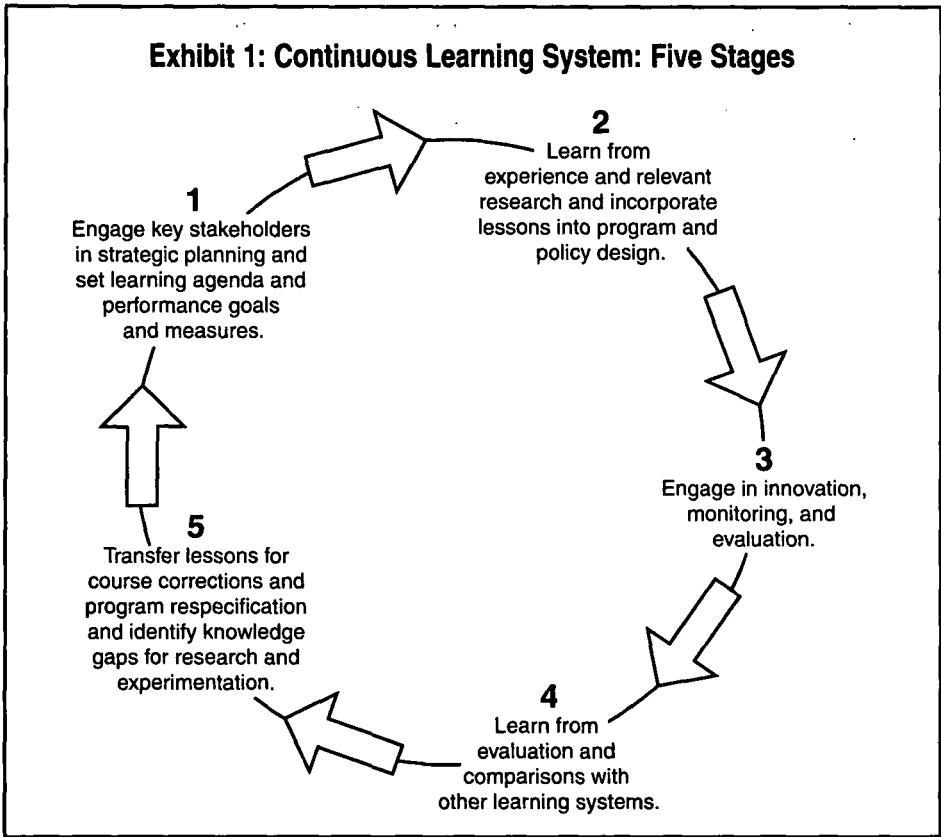 Exhibit 1: Continuous Learning System: Five Stages
1
Engage key stakeholders
in strategic planning and
set learning agenda and
performance goals
and measures.
2
Learn from
experience and relevant
research and incorporate
lessons into program and
policy design.
3
Engage in innovation,
monitoring, and
evaluation.
4
Learn from
evaluation and
comparisons with
other learning systems.
5
Transfer lessons for
course corrections and
program respecification
and identify knowledge
gaps for research and
experimentation.